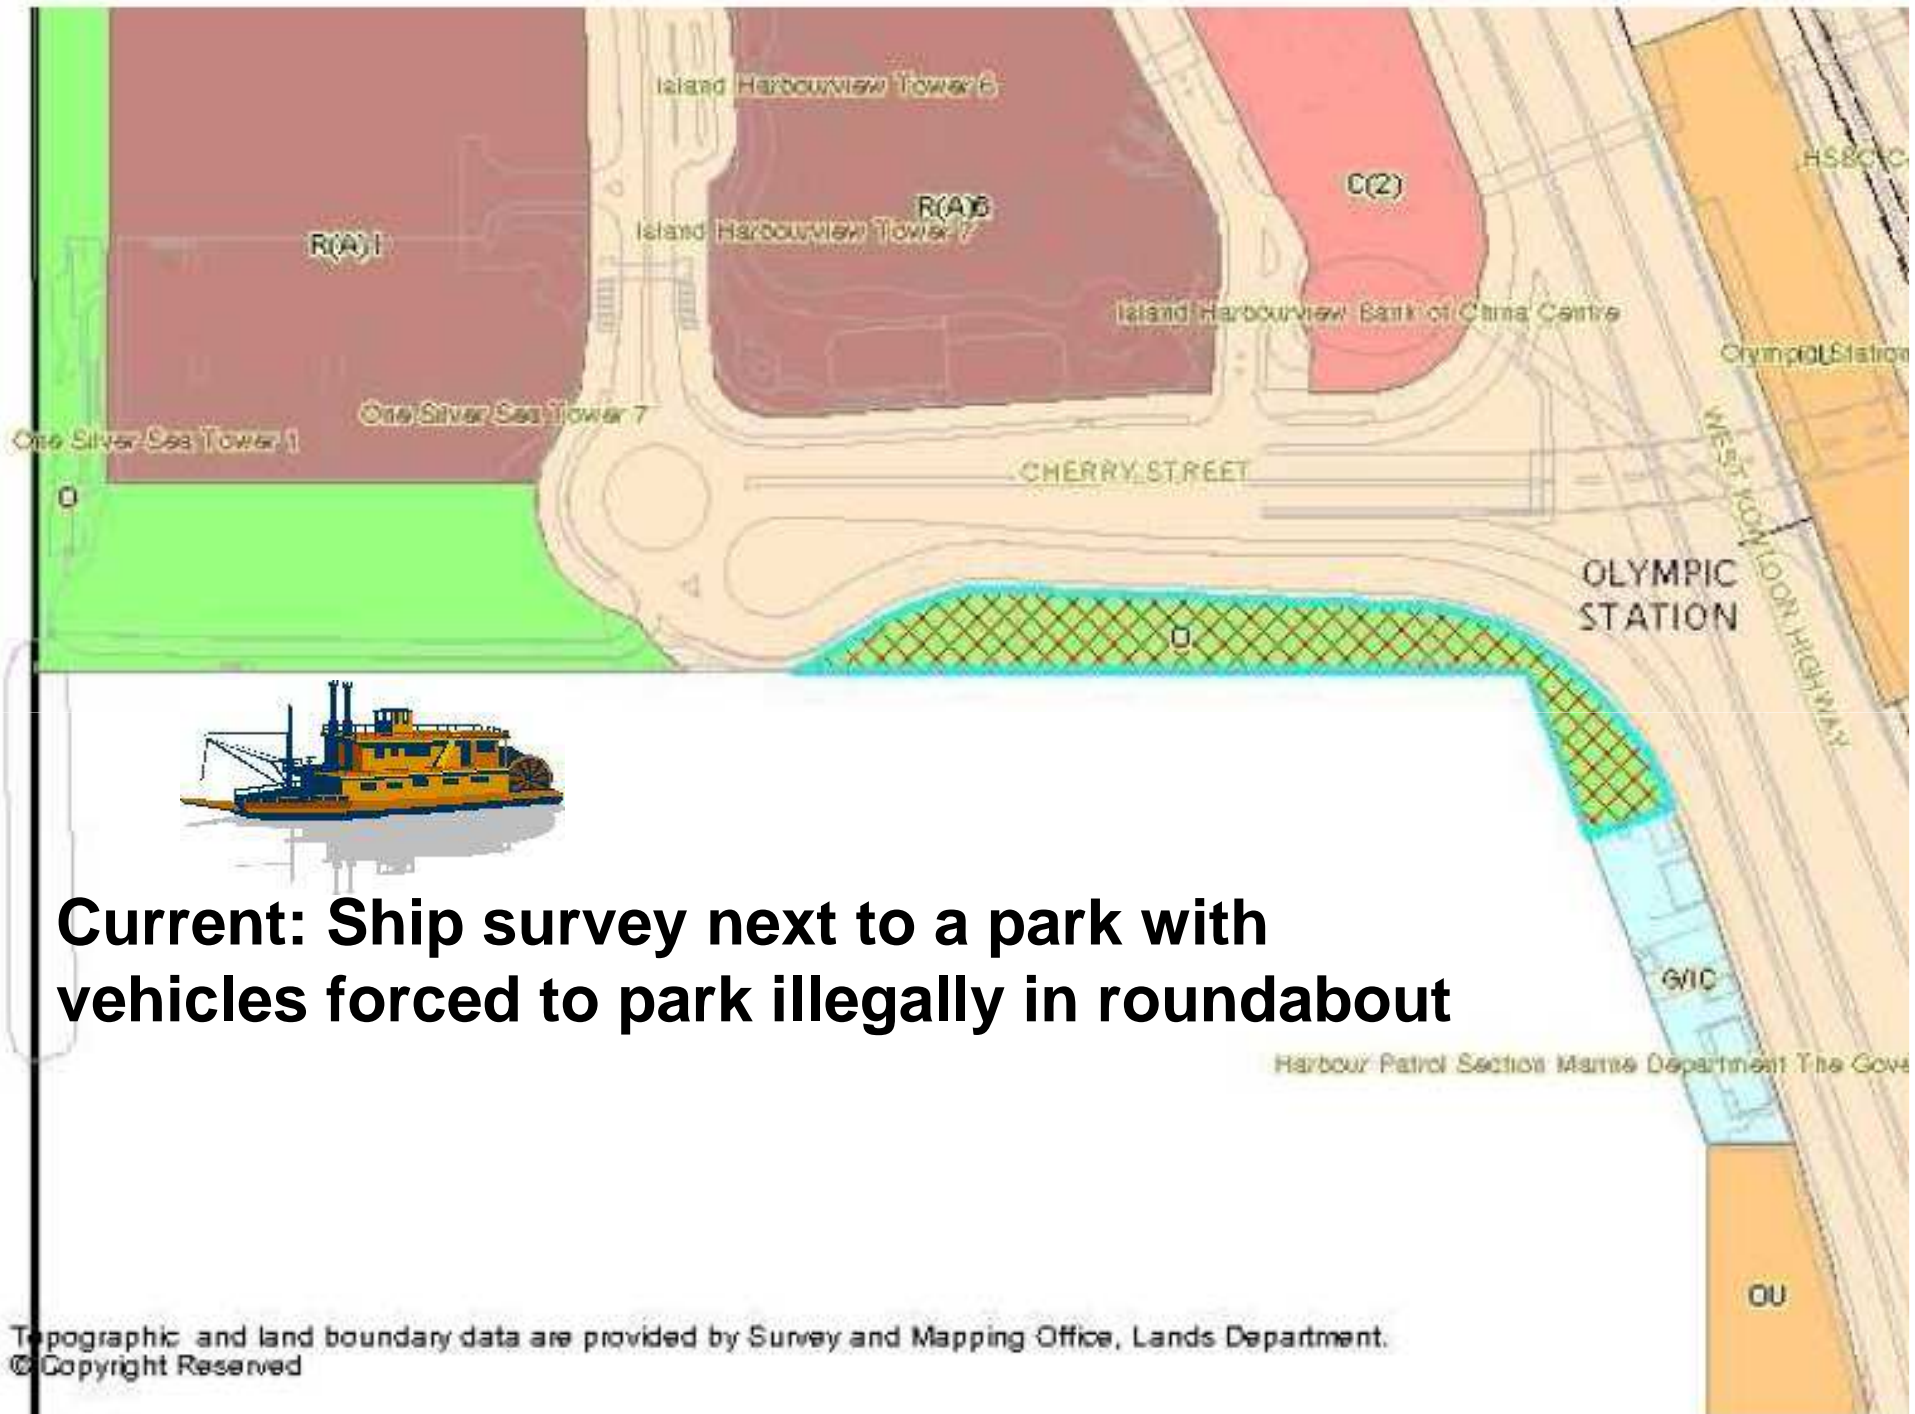 Island Harbourview Tower 6
HSBC C
C(2)
R(A)6
Island Harbourview Tower 7
R(A)1
Island Harbourview Bank of China Centre
Olympic Station
One Silver Sea Tower 7
One Silver Sea Tower 1
CHERRY STREET
WEST KOWLOON HIGHWAY
O
OLYMPIC
STATION
O
Current: Ship survey next to a park with
vehicles forced to park illegally in roundabout
G/IC
Harbour Patrol Section Marine Department The Gove
OU
Topographic and land boundary data are provided by Survey and Mapping Office, Lands Department.
© Copyright Reserved